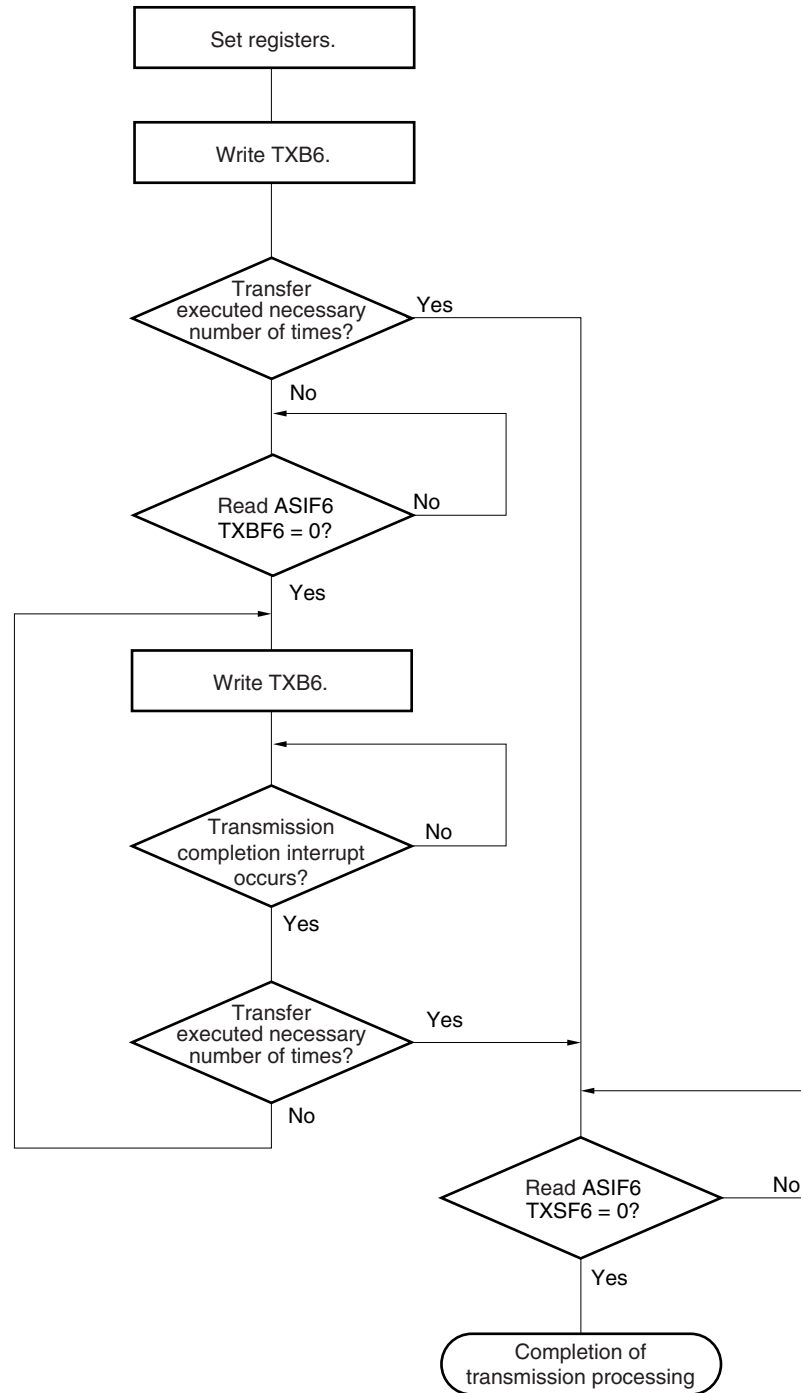 Set registers.
Write TXB6.
Transfer
executed necessary
number of times?
Yes
No
Read ASIF6
TXBF6 = 0?
No
Yes
Write TXB6.
Transmission
completion interrupt
occurs?
No
Yes
Transfer
executed necessary
number of times?
Yes
No
Read ASIF6
TXSF6 = 0?
No
Yes
Completion of
transmission processing